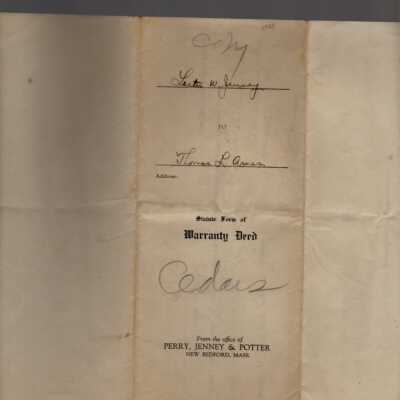 Copy
Lester W. Jenney
TO
Thomas L.
Address:
Statute Form of
Warranty Deed
Cedars
From the office of
PERRY, JENNEY & POTTER
NEW BEDFORD, MASS.